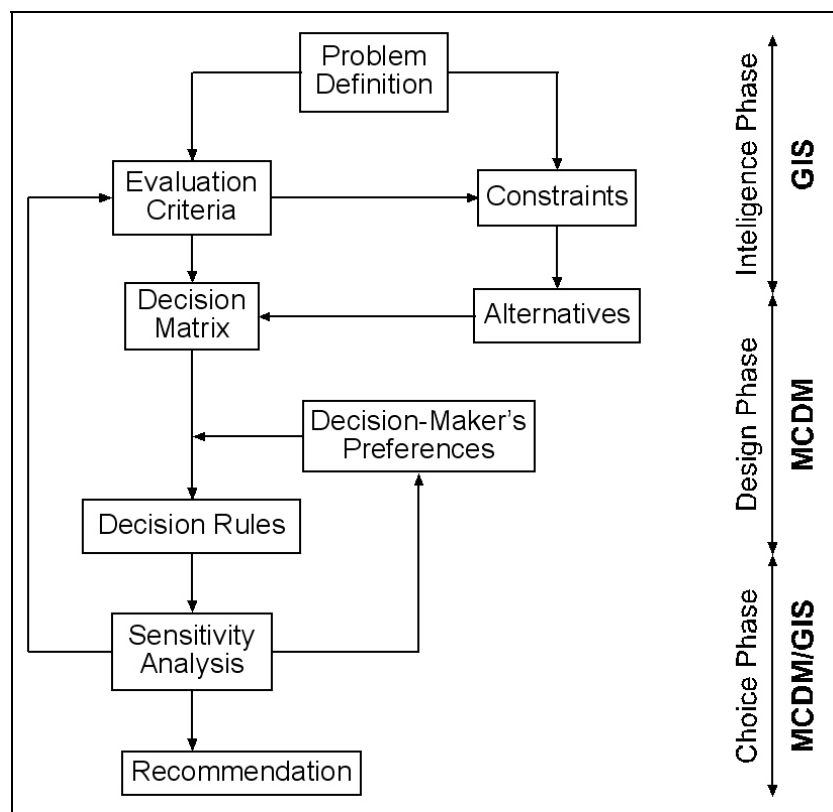 Problem
Definition
Evaluation
Criteria
Constraints
Decision
Matrix
Alternatives
Decision-Maker's
Preferences
Decision Rules
Sensitivity
Analysis
Recommendation
Inteligence Phase
GIS
Design Phase
MCDM
Choice Phase
MCDM/GIS